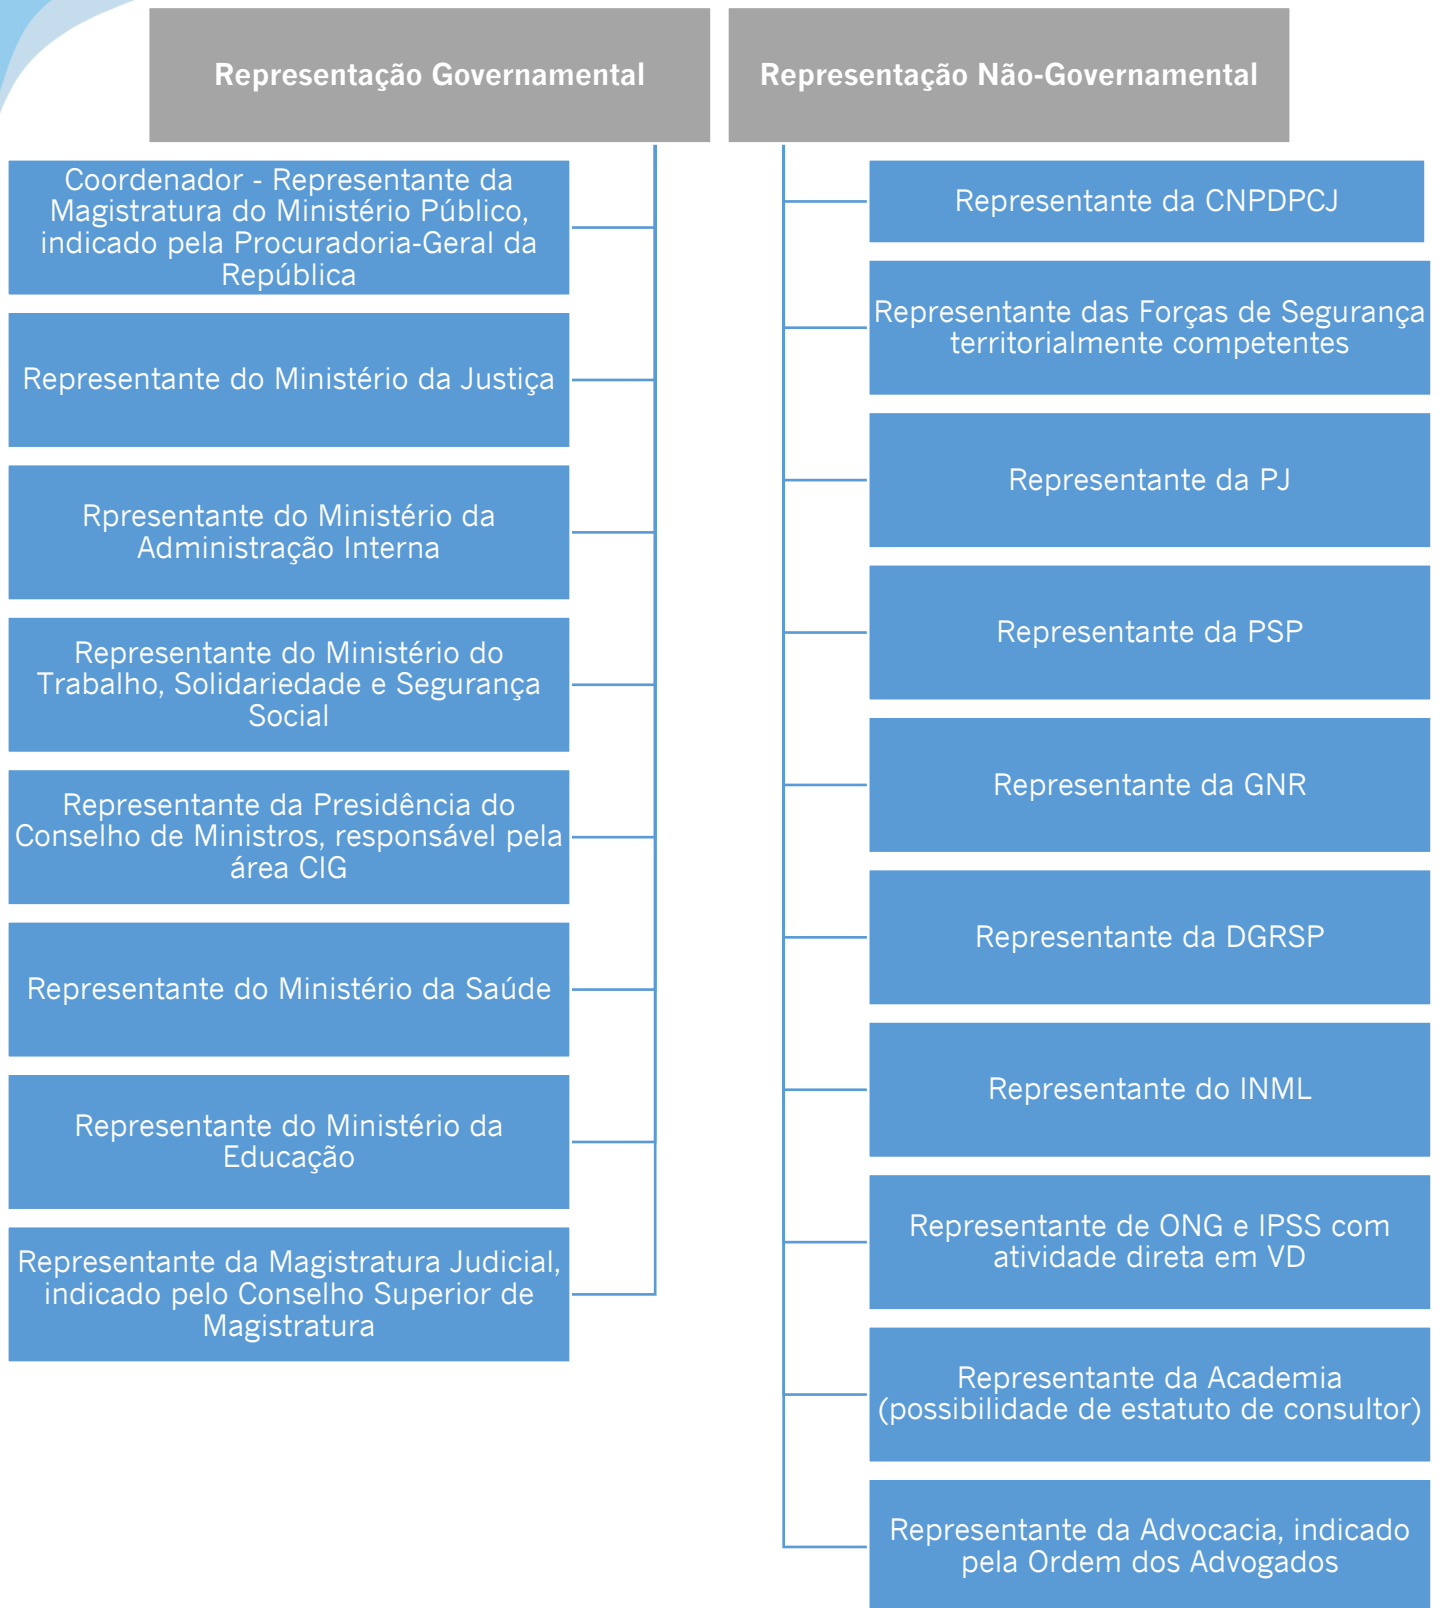 Representação Governamental
Coordenador - Representante da
Magistratura do Ministério Público,
indicado pela Procuradoria-Geral da
República
Representante do Ministério da Justiça
Rpresentante do Ministério da
Administração Interna
Representante do Ministério do
Trabalho, Solidariedade e Segurança
Social
Representante da Presidência do
Conselho de Ministros, responsável pela
área CIG
Representante do Ministério da Saúde
Representante do Ministério da
Educação
Representante da Magistratura Judicial,
indicado pelo Conselho Superior de
Magistratura
Representação Não-Governamental
Representante da CNPDPCJ
Representante das Forças de Segurança
territorialmente competentes
Representante da PJ
Representante da PSP
Representante da GNR
Representante da DGRSP
Representante do INML
Representante de ONG e IPSS com
atividade direta em VD
Representante da Academia
(possibilidade de estatuto de consultor)
Representante da Advocacia, indicado
pela Ordem dos Advogados